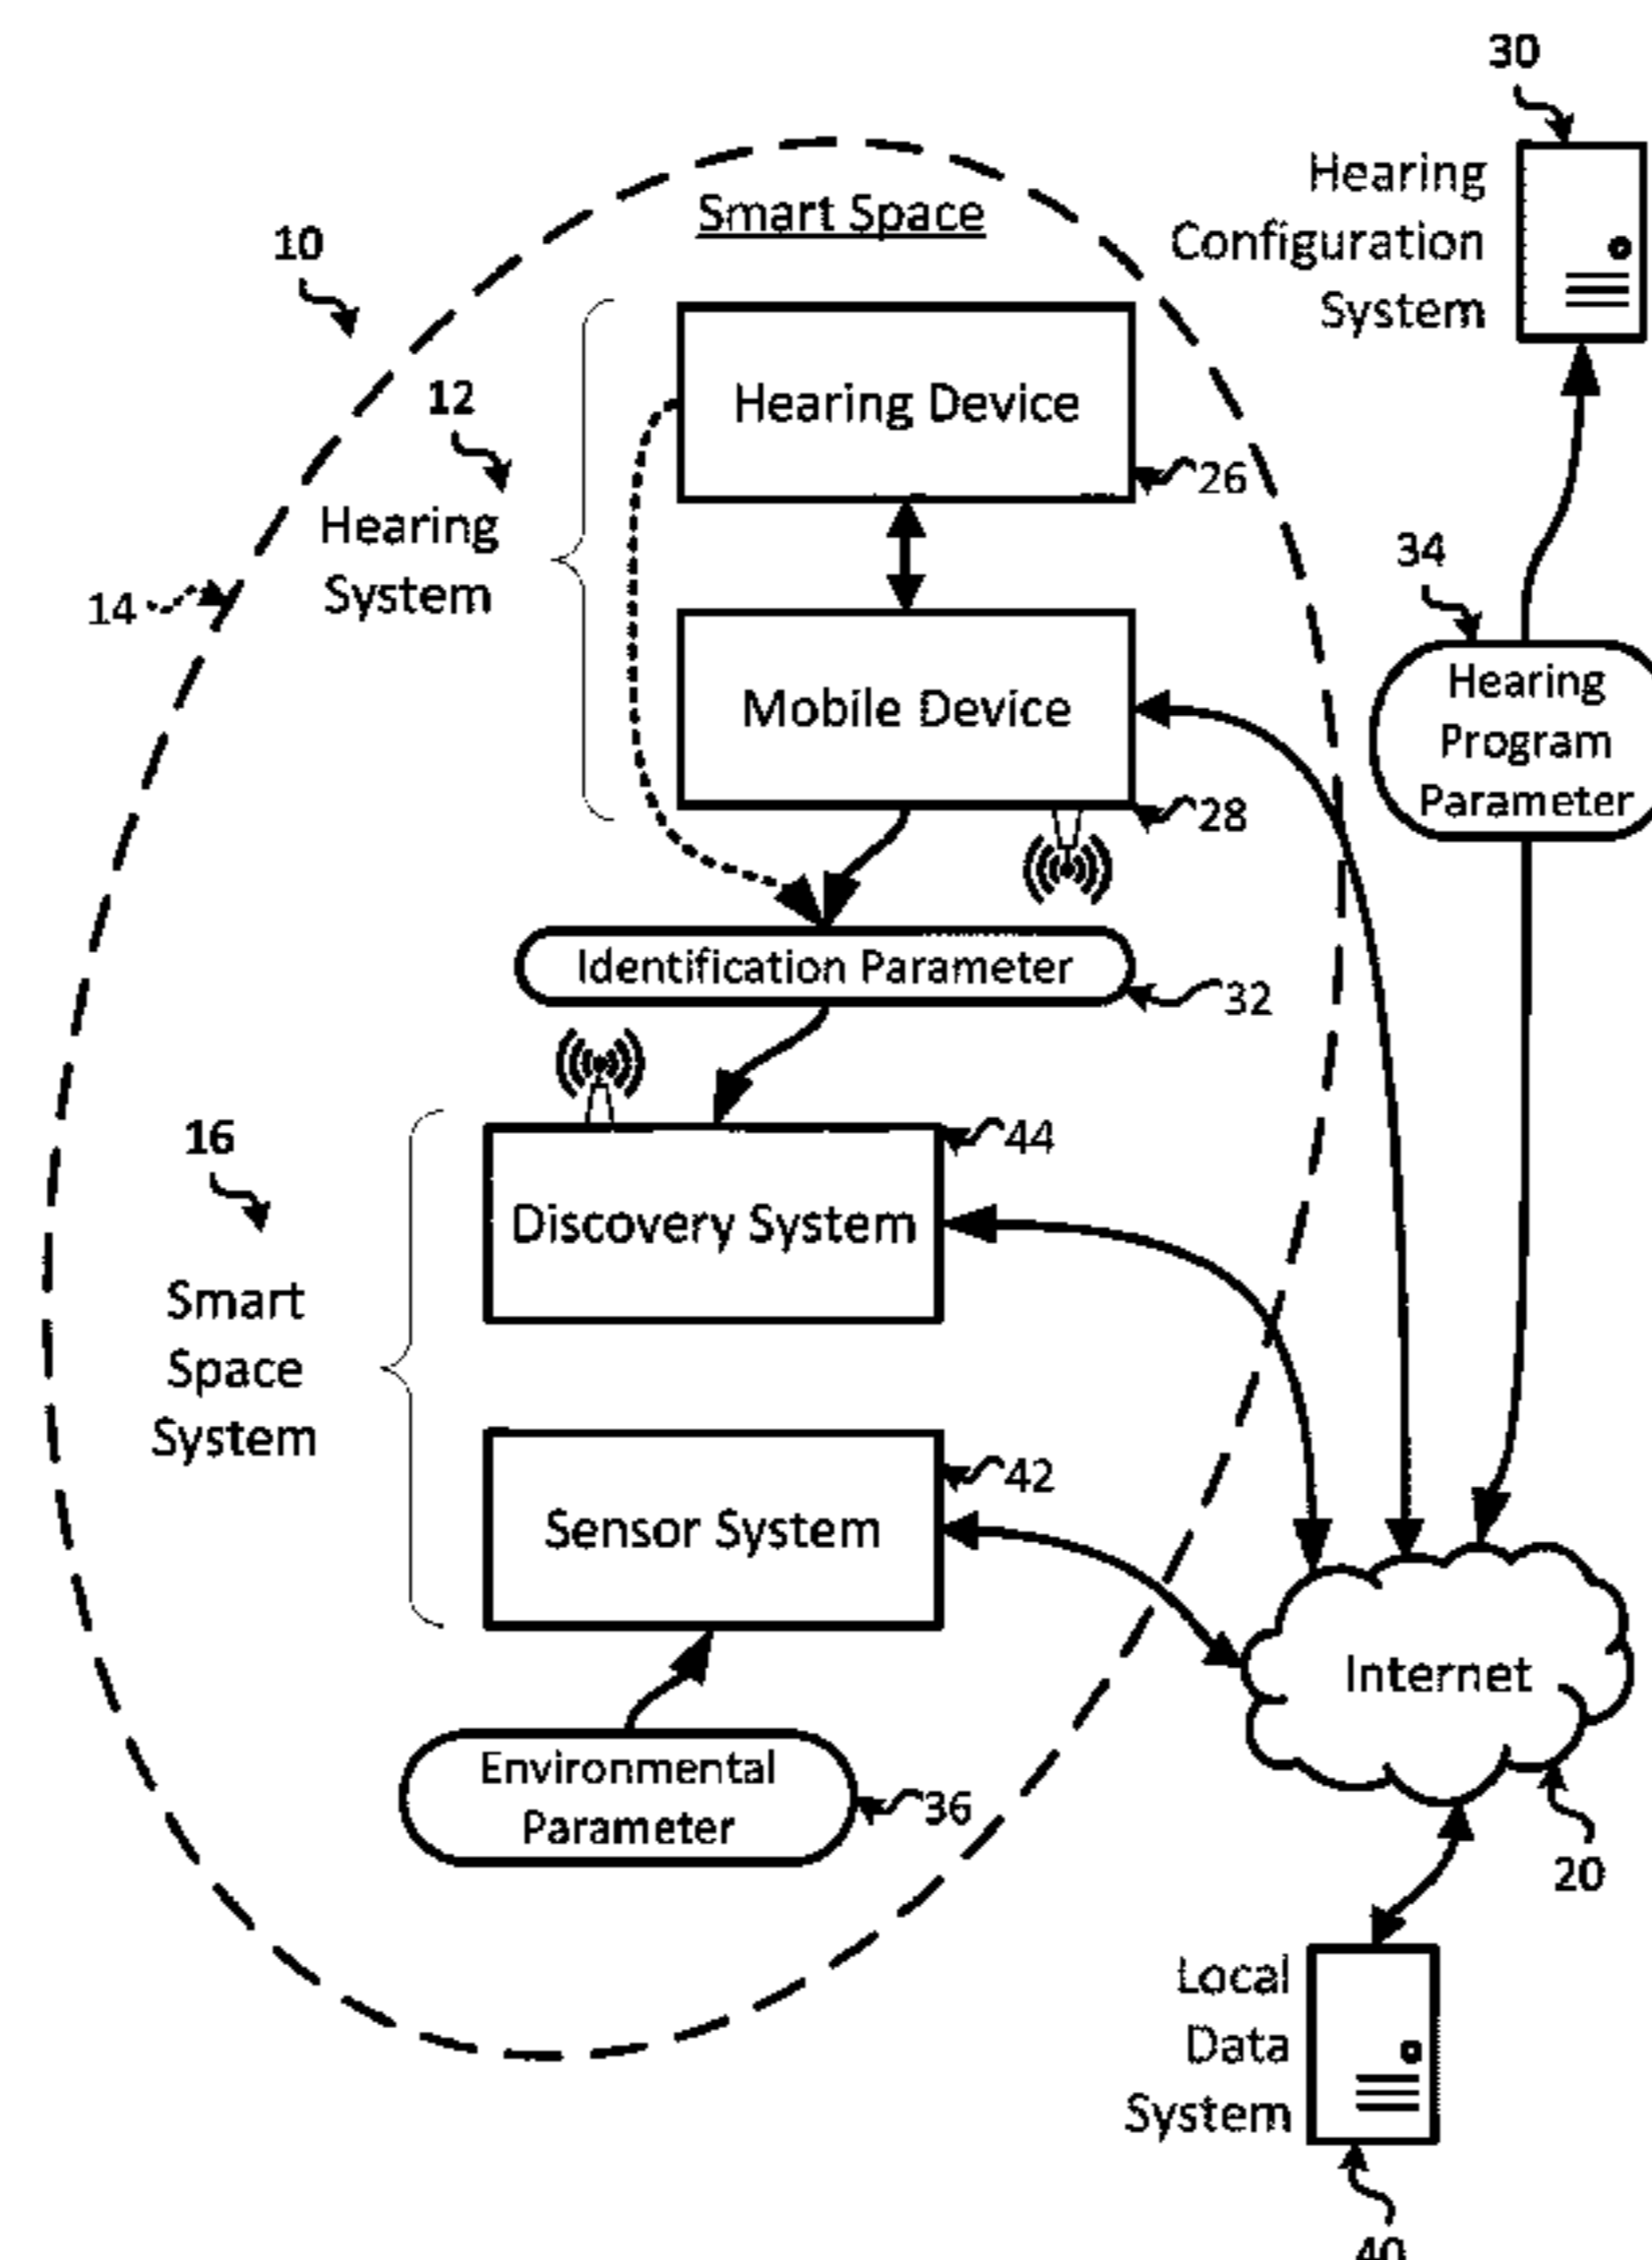 30
Hearing
Configuration
System
Smart Space
10
12
Hearing
System
Hearing Device
26
14
34
Hearing
Program
Parameter
Mobile Device
28
Identification Parameter
32
16
Smart
Space
System
44
Discovery System
42
Sensor System
Internet
Environmental
Parameter
36
20
Local
Data
System
40